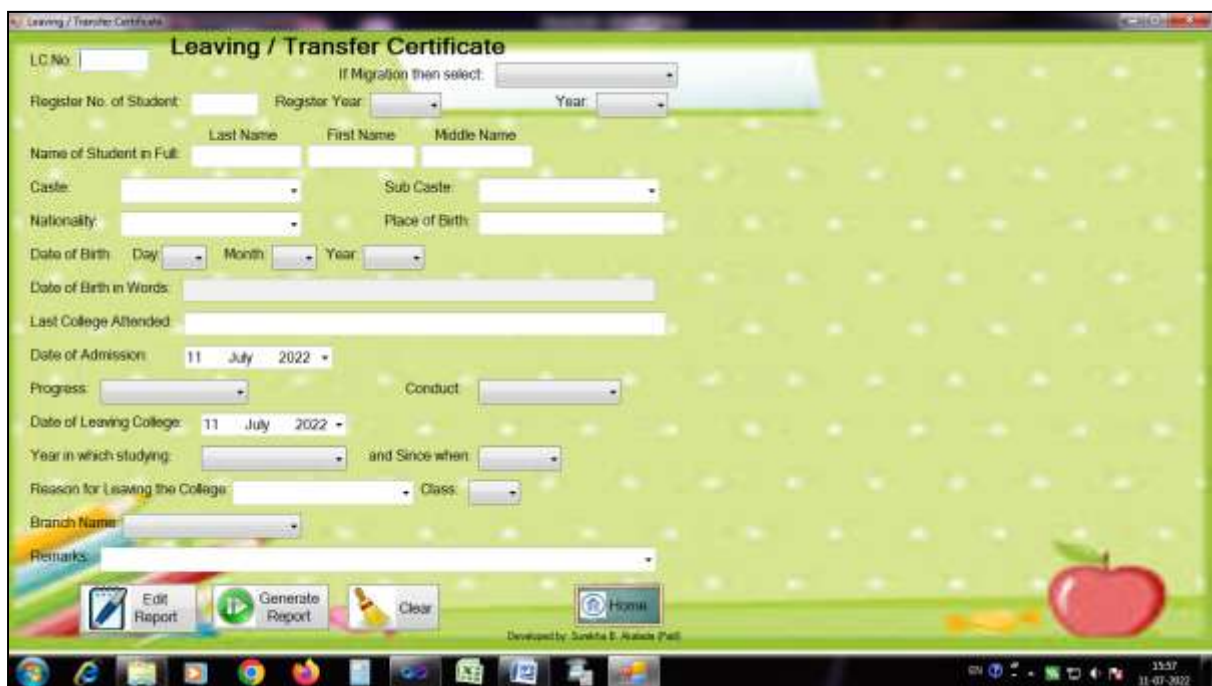 Leaving / Transfer Certificate
Leaving / Transfer Certificate
LC No.
If Migration then select:
Register No. of Student: Register Year: Year:
Last Name First Name Middle Name
Name of Student in Full:
Caste: Sub Caste:
Nationality: Place of Birth:
Date of Birth: Day: Month: Year:
Date of Birth in Words:
Last College Attended:
Date of Admission: 11 July 2022
Progress: Conduct:
Date of Leaving College: 11 July 2022
Year in which studying: and Since when:
Reason for Leaving the College: Class:
Branch Name:
Remarks:
Edit Report
Generate Report
Clear
Home
Developed by: Surekha B.
EN
15:57
11-07-2022